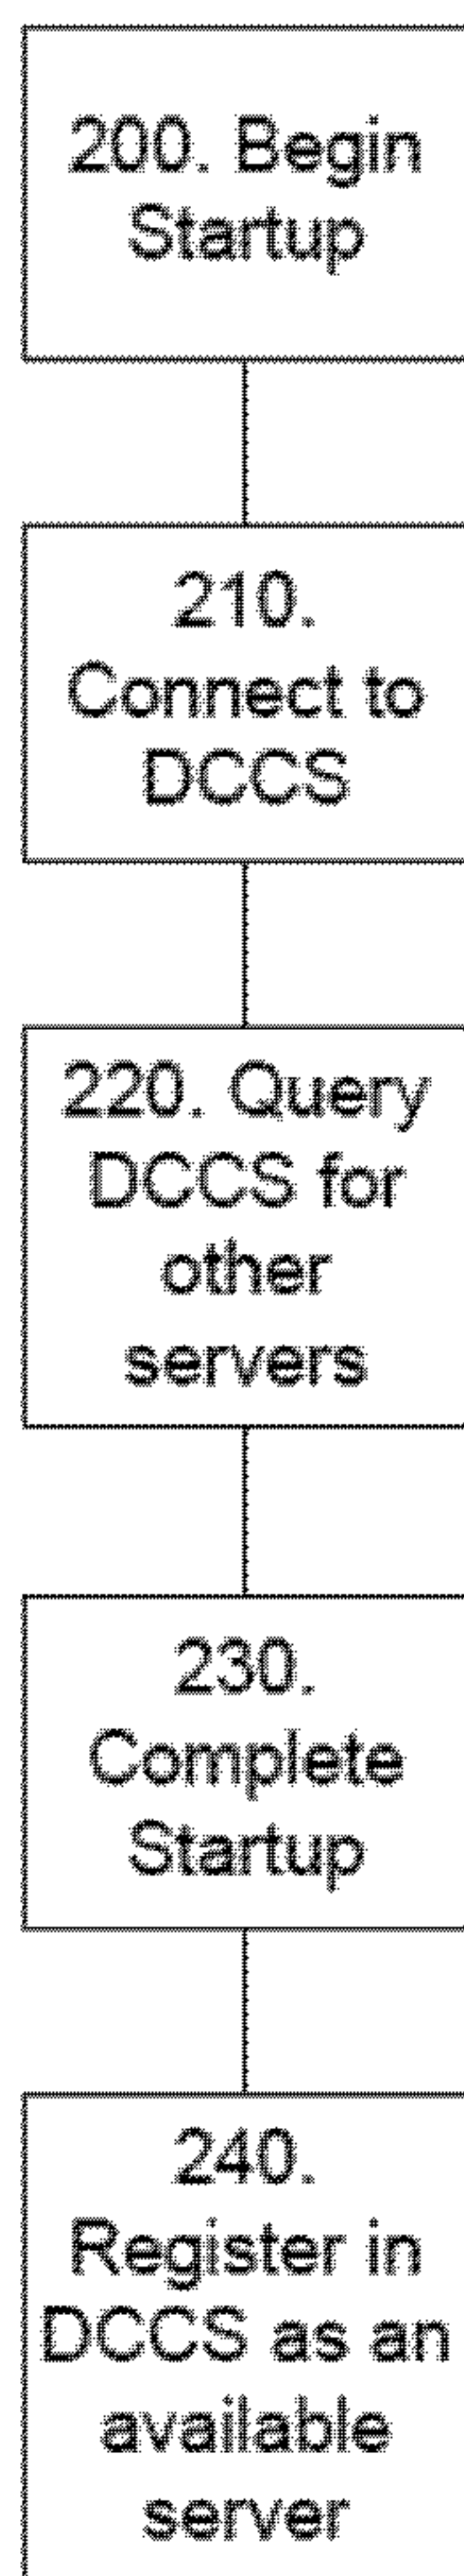 200. Begin
Startup
210.
Connect to
DCCS
220. Query
DCCS for
other
servers
230.
Complete
Startup
240.
Register in
DCCS as an
available
server